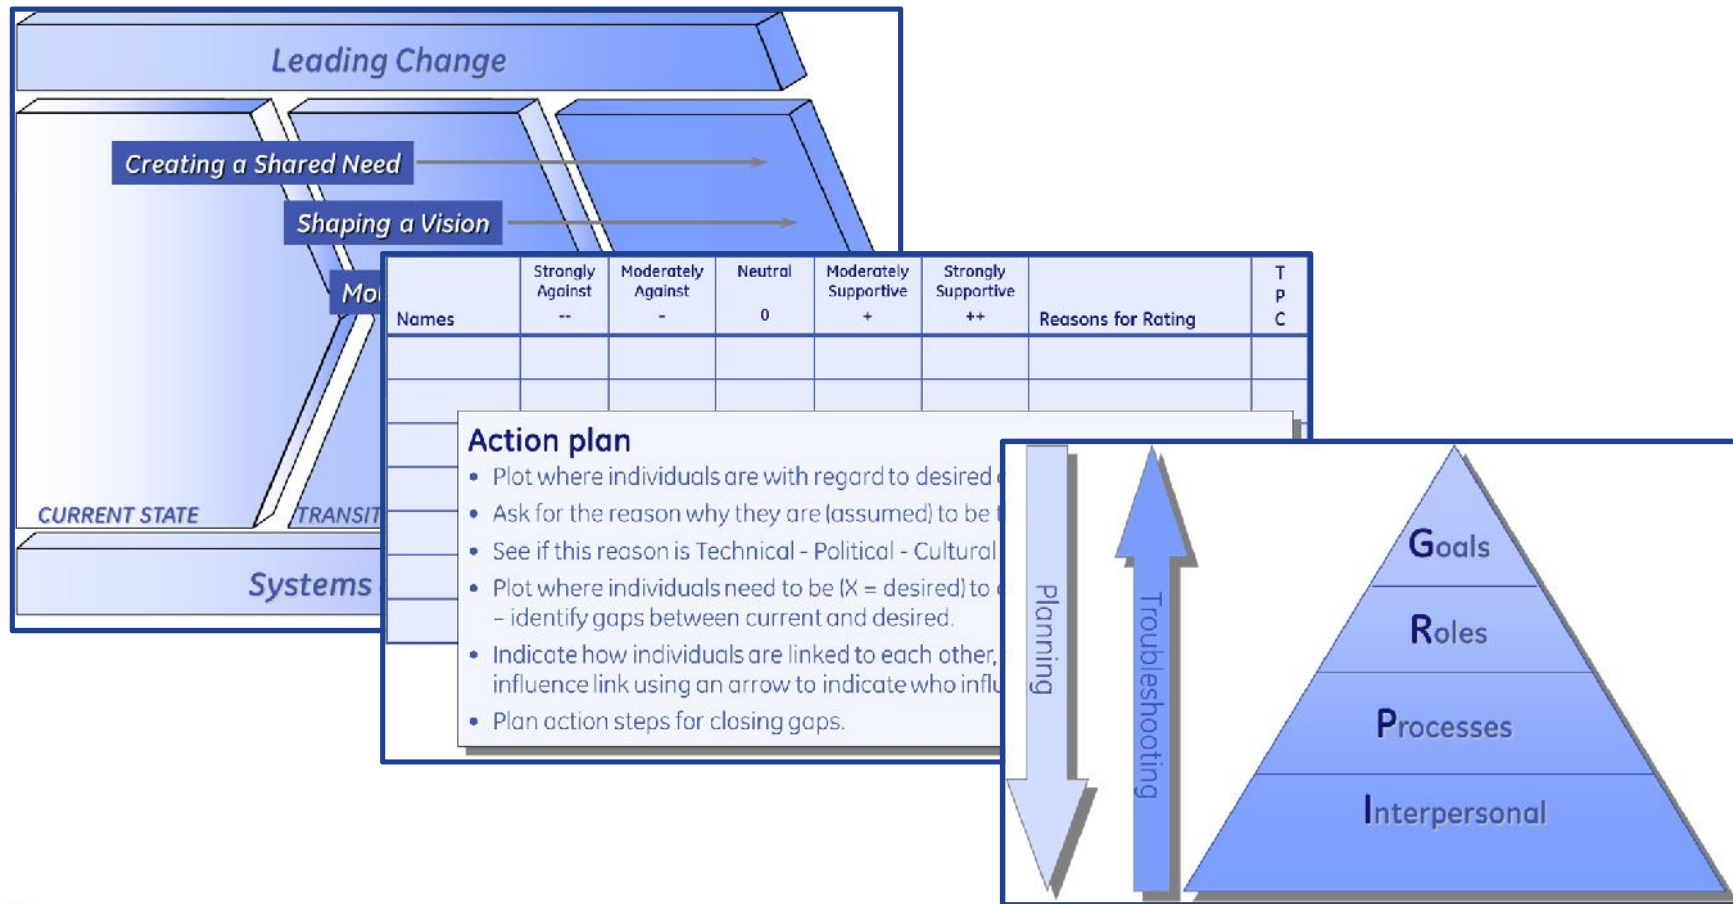 Leading Change
Creating a Shared Need
Shaping a Vision
CURRENT STATE
Systems
Names
Strongly
Against
--
Moderately
Against
-
Neutral
0
Moderately
Supportive
+
Strongly
Supportive
++
Reasons for Rating
T
P
C
Action plan
• Plot where individuals are with regard to desired
• Ask for the reason why they are (assumed) to be
• See if this reason is Technical - Political - Cultural
• Plot where individuals need to be (X = desired) to
– identify gaps between current and desired.
• Indicate how individuals are linked to each other,
influence link using an arrow to indicate who
• Plan action steps for closing gaps.
Planning
Troubleshooting
Goals
Roles
Processes
Interpersonal